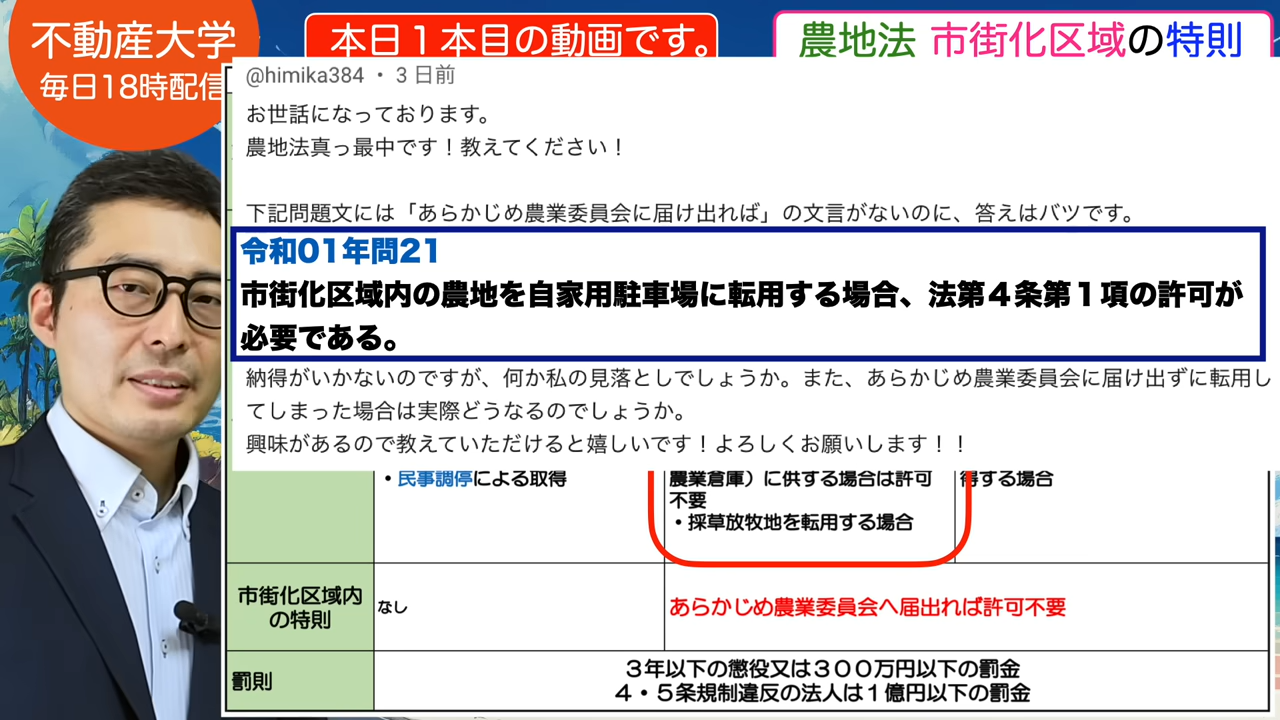 不動産大学
毎日18時配信
本日1本目の動画です。
農地法 市街化区域の特則
@himika384 ・ 3 日前
お世話になっております。
農地法真っ最中です！教えてください！
下記問題文には「あらかじめ農業委員会に届け出れば」の文言がないのに、答えはバツです。
令和01年問21
市街化区域内の農地を自家用駐車場に転用する場合、法第４条第１項の許可が
必要である。
納得がいかないのですが、何か私の見落としでしょうか。また、あらかじめ農業委員会に届け出ずに転用し
てしまった場合は実際どうなるのでしょうか。
興味があるので教えていただけると嬉しいです！よろしくお願いします！！
・民事調停による取得
農業倉庫）に供する場合は許可
不要
・採草放牧地を転用する場合
得する場合
市街化区域内
の特則
なし
あらかじめ農業委員会へ届出れば許可不要
罰則
３年以下の懲役又は３００万円以下の罰金
４・５条規制違反の法人は１億円以下の罰金